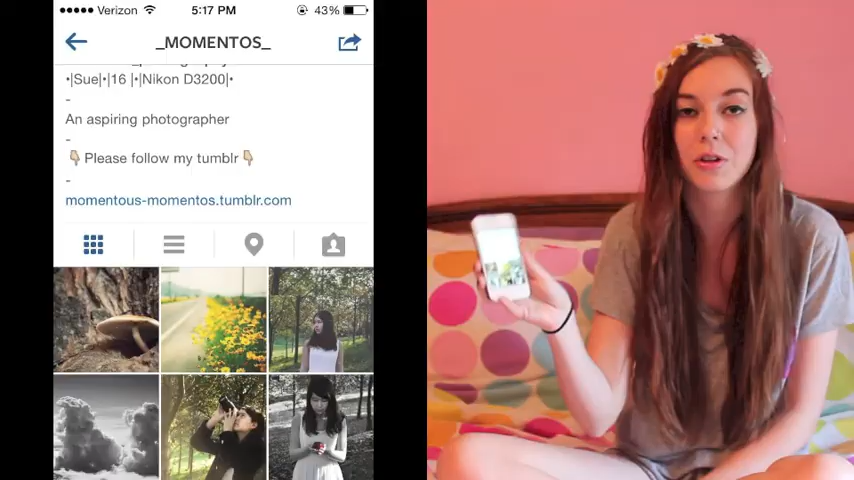 ●●●●● Verizon 5:17 PM 43%
_MOMENTOS_
•|Sue|•|16 |•|Nikon D3200|•
-
An aspiring photographer
-
👇Please follow my tumblr👇
-
momentous-momentos.tumblr.com